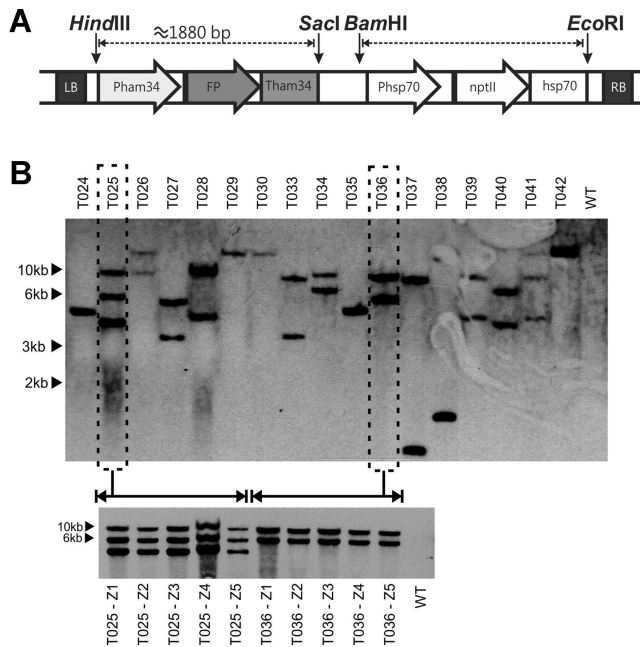 A
HindIII
≈1880 bp
SacI
BamHI
EcoRI
LB
Pham34
FP
Tham34
Phsp70
nptII
hsp70
RB
B
T024
T025
T026
T027
T028
T029
T030
T033
T034
T035
T036
T037
T038
T039
T040
T041
T042
WT
10kb
6kb
3kb
2kb
10kb
6kb
T025 - Z1
T025 - Z2
T025 - Z3
T025 - Z4
T025 - Z5
T036 - Z1
T036 - Z2
T036 - Z3
T036 - Z4
T036 - Z5
WT